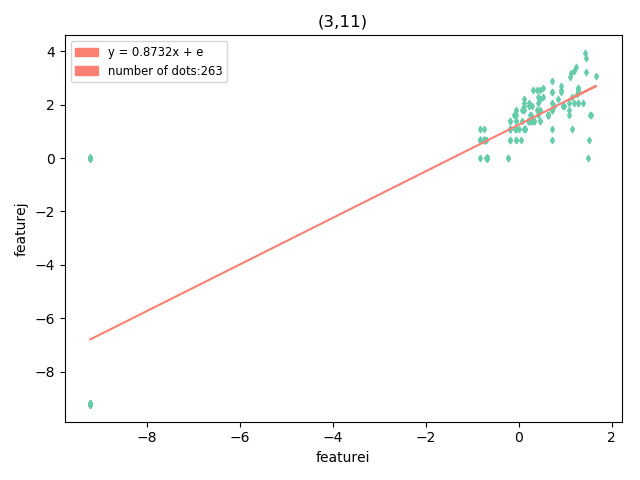 (3,11)
y = 0.8732x + e
number of dots:263
4
2
0
−2
−4
−6
−8
featurej
−8 −6 −4 −2 0 2
featurei